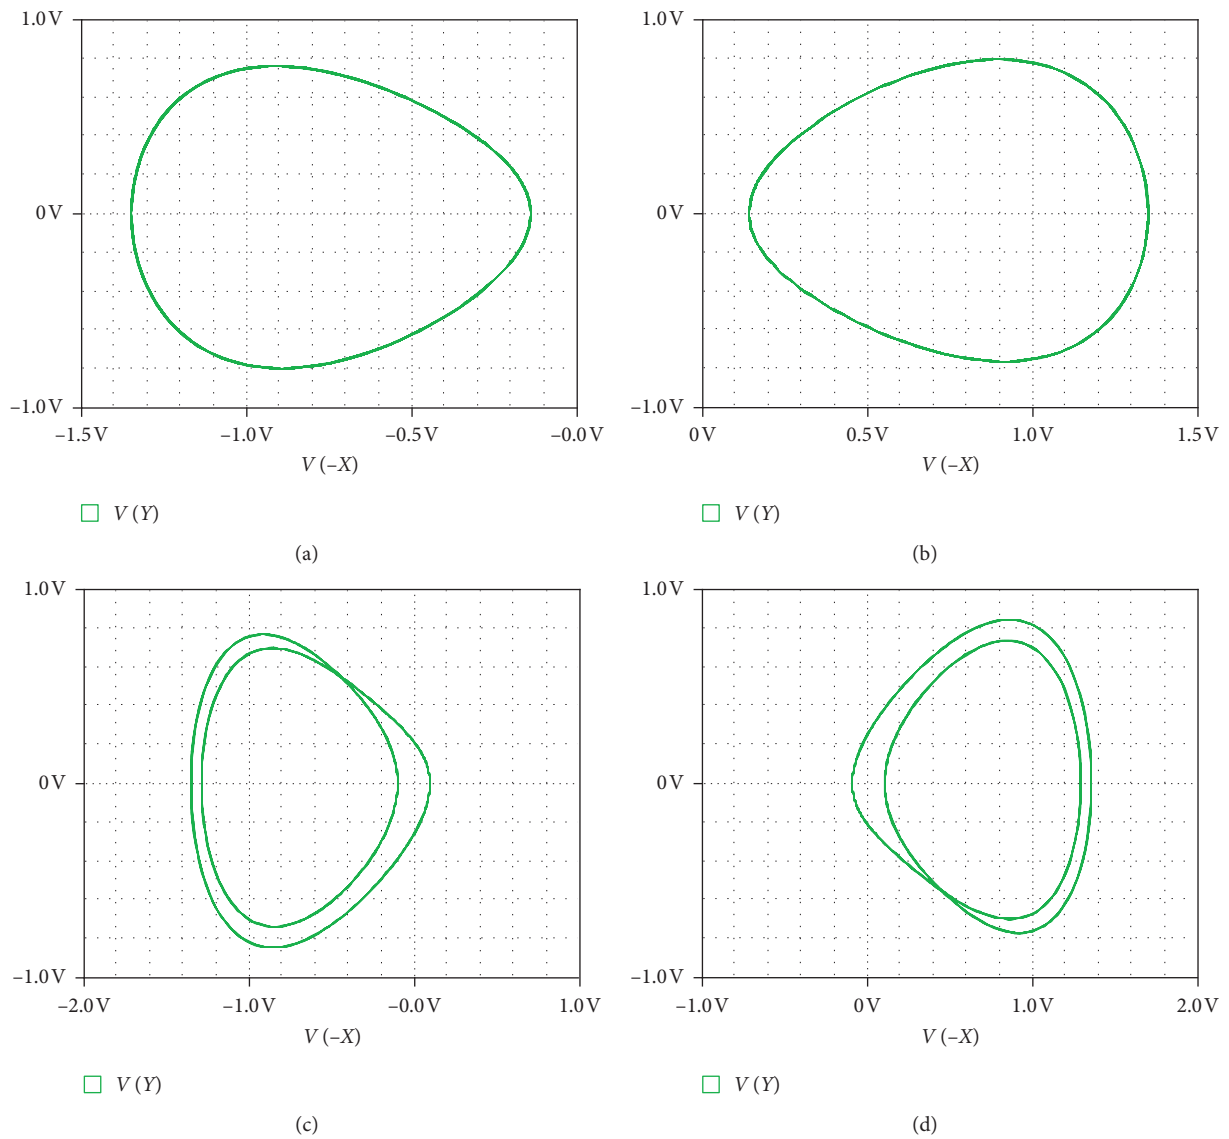 1.0 V
0 V
–1.0 V
–1.5 V –1.0 V –0.5 V –0.0 V
V (–X)
V (Y)
(a)
1.0 V
0 V
–1.0 V
0 V 0.5 V 1.0 V 1.5 V
V (–X)
V (Y)
(b)
1.0 V
0 V
–1.0 V
–2.0 V –1.0 V –0.0 V 1.0 V
V (–X)
V (Y)
(c)
1.0 V
0 V
–1.0 V
–1.0 V 0 V 1.0 V 2.0 V
V (–X)
V (Y)
(d)